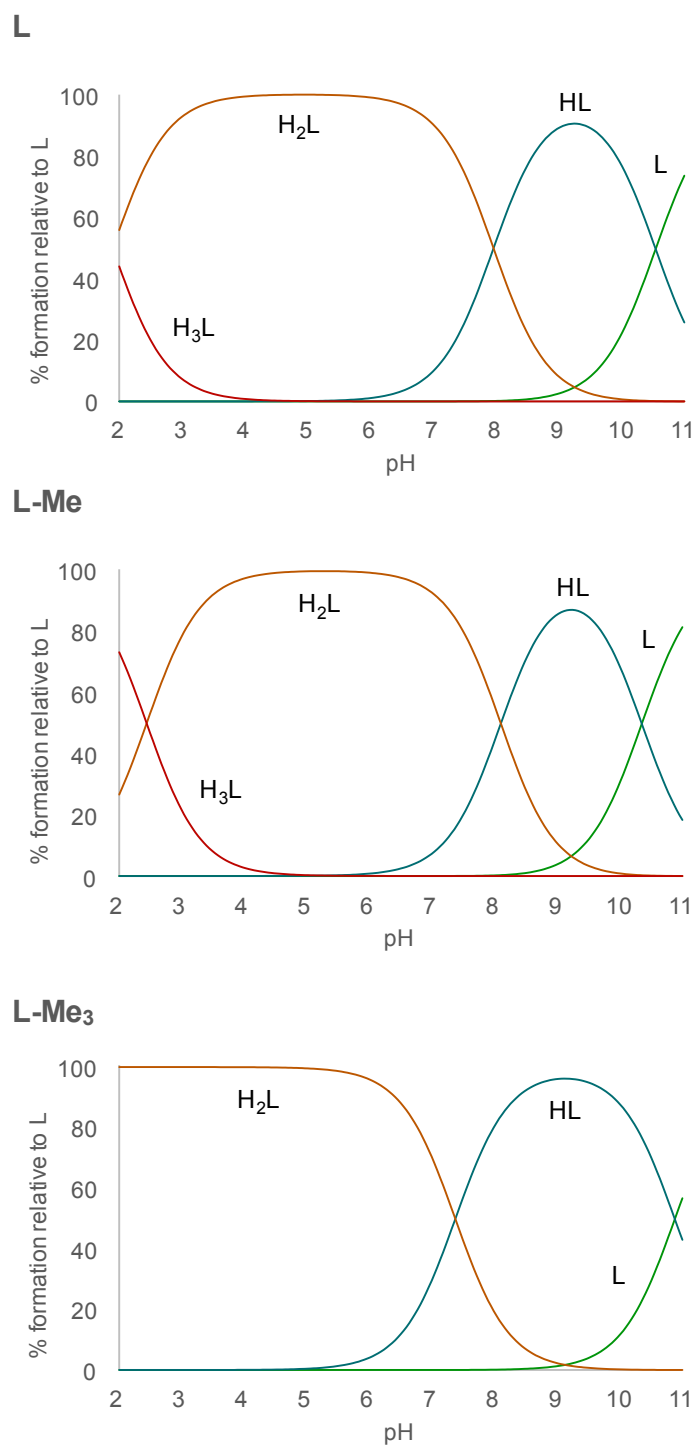 L
% formation relative to L
100
80
60
40
20
0
H₂L
HL
L
H₃L
2 3 4 5 6 7 8 9 10 11
pH
L-Me
% formation relative to L
100
80
60
40
20
0
H₂L
HL
L
H₃L
2 3 4 5 6 7 8 9 10 11
pH
L-Me₃
% formation relative to L
100
80
60
40
20
0
H₂L
HL
L
2 3 4 5 6 7 8 9 10 11
pH